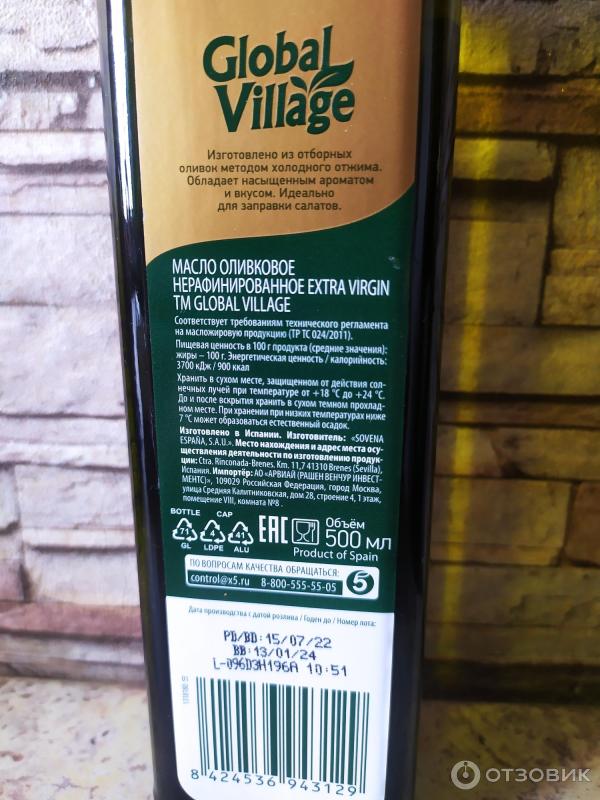 Global
Village
Изготовлено из отборных
оливок методом холодного отжима.
Обладает насыщенным ароматом
и вкусом. Идеально
для заправки салатов.
МАСЛО ОЛИВКОВОЕ
НЕРАФИНИРОВАННОЕ EXTRA VIRGIN
TM GLOBAL VILLAGE
Соответствует требованиям технического регламента
на масложировую продукцию (ТР ТС 024/2011).
Пищевая ценность в 100 г продукта (средние значения):
жиры – 100 г. Энергетическая ценность / калорийность:
3700 кДж / 900 ккал
Хранить в сухом месте, защищенном от действия сол-
нечных лучей при температуре от +18 °С до +24 °С.
До и после вскрытия хранить в сухом темном прохлад-
ном месте. При хранении при низких температурах ниже
7 °С может образоваться естественный осадок.
Изготовлено в Испании. Изготовитель: «SOVENA
ESPAÑA, S.A.U.». Место нахождения и адрес места осу-
ществления деятельности по изготовлению продук-
ции: Ctra. Rinconada-Brenes, Km. 11,7 41310 Brenes (Sevilla),
Испания. Импортёр: АО «АРВИАЙ (РАШЕН ВЕНЧУР ИНВЕСТ-
МЕНТС)», 109029 Российская Федерация, город Москва,
улица Средняя Калитниковская, дом 28, строение 4, 1 этаж,
помещение VIII, комната №8 .
BOTTLE CAP
71 4 41
GL LDPE ALU
EAC
Объём
500 мл
Product of Spain
ПО ВОПРОСАМ КАЧЕСТВА ОБРАЩАТЬСЯ:
control@x5.ru 8-800-555-55-05
5
Дата производства с датой розлива / Годен до / Номер лота:
PD/BD:15/07/22
BB:13/01/24
L-096D3H196A 10:51
8 424536 943129
ОТЗОВИК